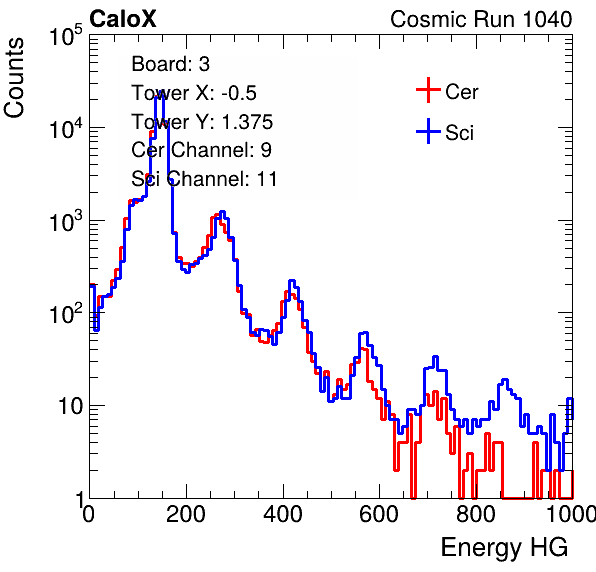 CaloX Cosmic Run 1040
Counts
10^5
10^4
10^3
10^2
10
1
Board: 3
Tower X: -0.5
Tower Y: 1.375
Cer Channel: 9
Sci Channel: 11
Cer
Sci
0 200 400 600 800 1000
Energy HG